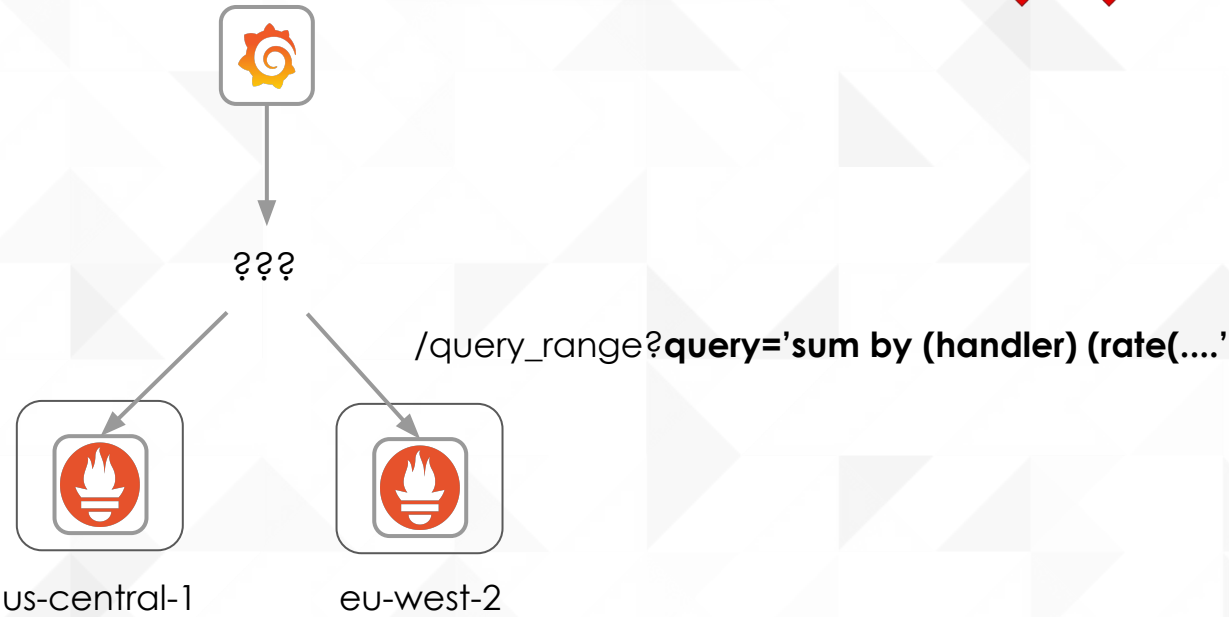 ???
/query_range?query=’sum by (handler) (rate(....’
us-central-1
eu-west-2